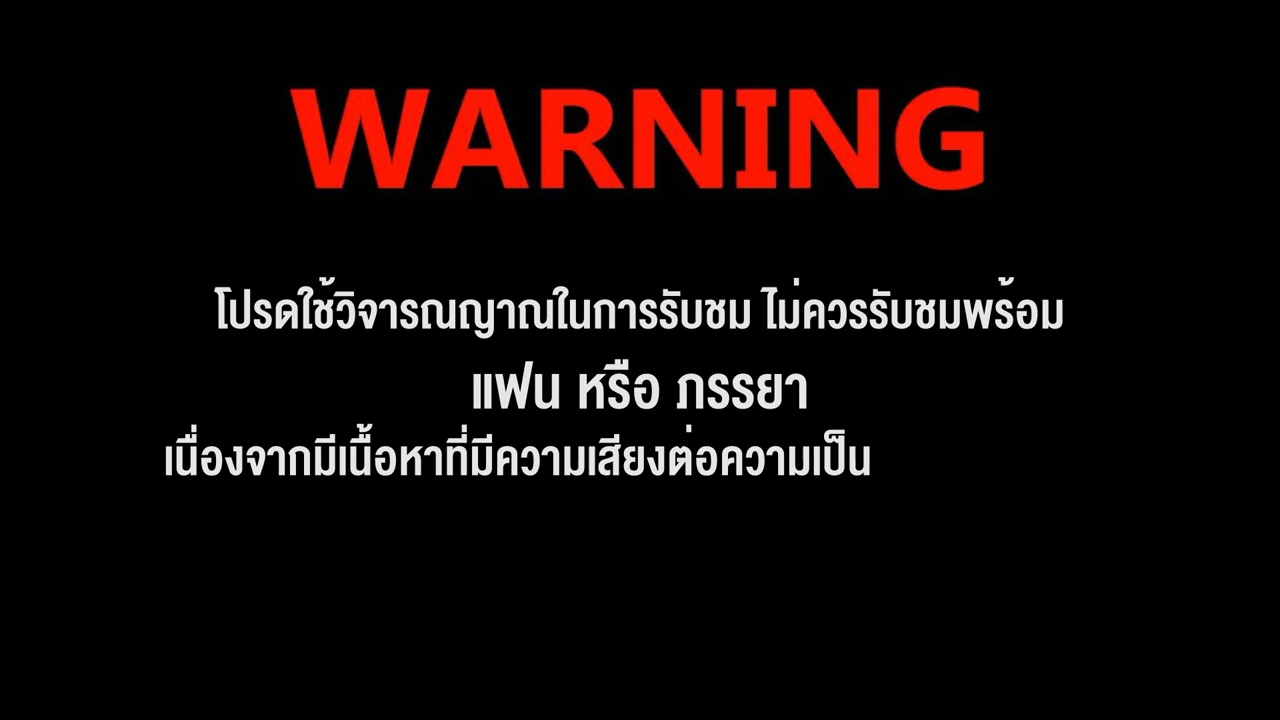 WARNING
โปรดใช้วิจารณญาณในการรับชม ไม่ควรรับชมพร้อม
แฟน หรือ ภรรยา
เนื่องจากมีเนื้อหาที่มีความเสียงต่อความเป็น